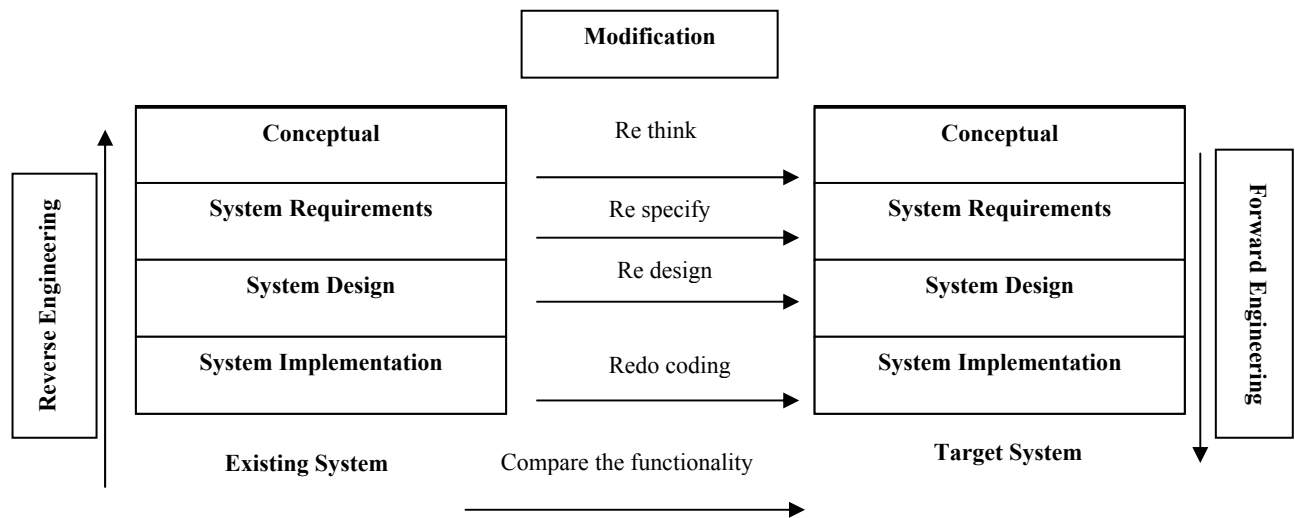 Modification
Conceptual
Re think
Conceptual
System Requirements
Re specify
System Requirements
System Design
Re design
System Design
System Implementation
Redo coding
System Implementation
Reverse Engineering
Forward Engineering
Existing System
Compare the functionality
Target System